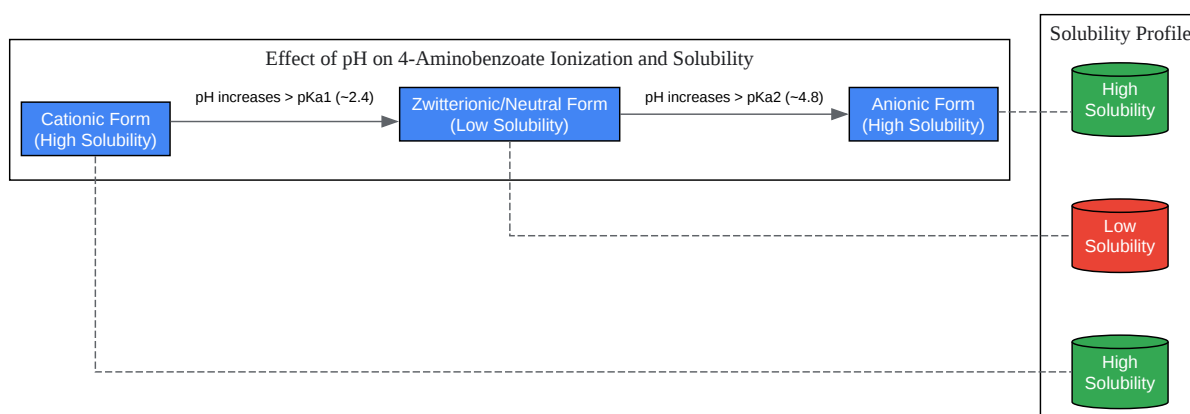 Effect of pH on 4-Aminobenzoate Ionization and Solubility
Cationic Form
(High Solubility)
pH increases > pKa1 (~2.4)
Zwitterionic/Neutral Form
(Low Solubility)
pH increases > pKa2 (~4.8)
Anionic Form
(High Solubility)
Solubility Profile
High
Solubility
Low
Solubility
High
Solubility